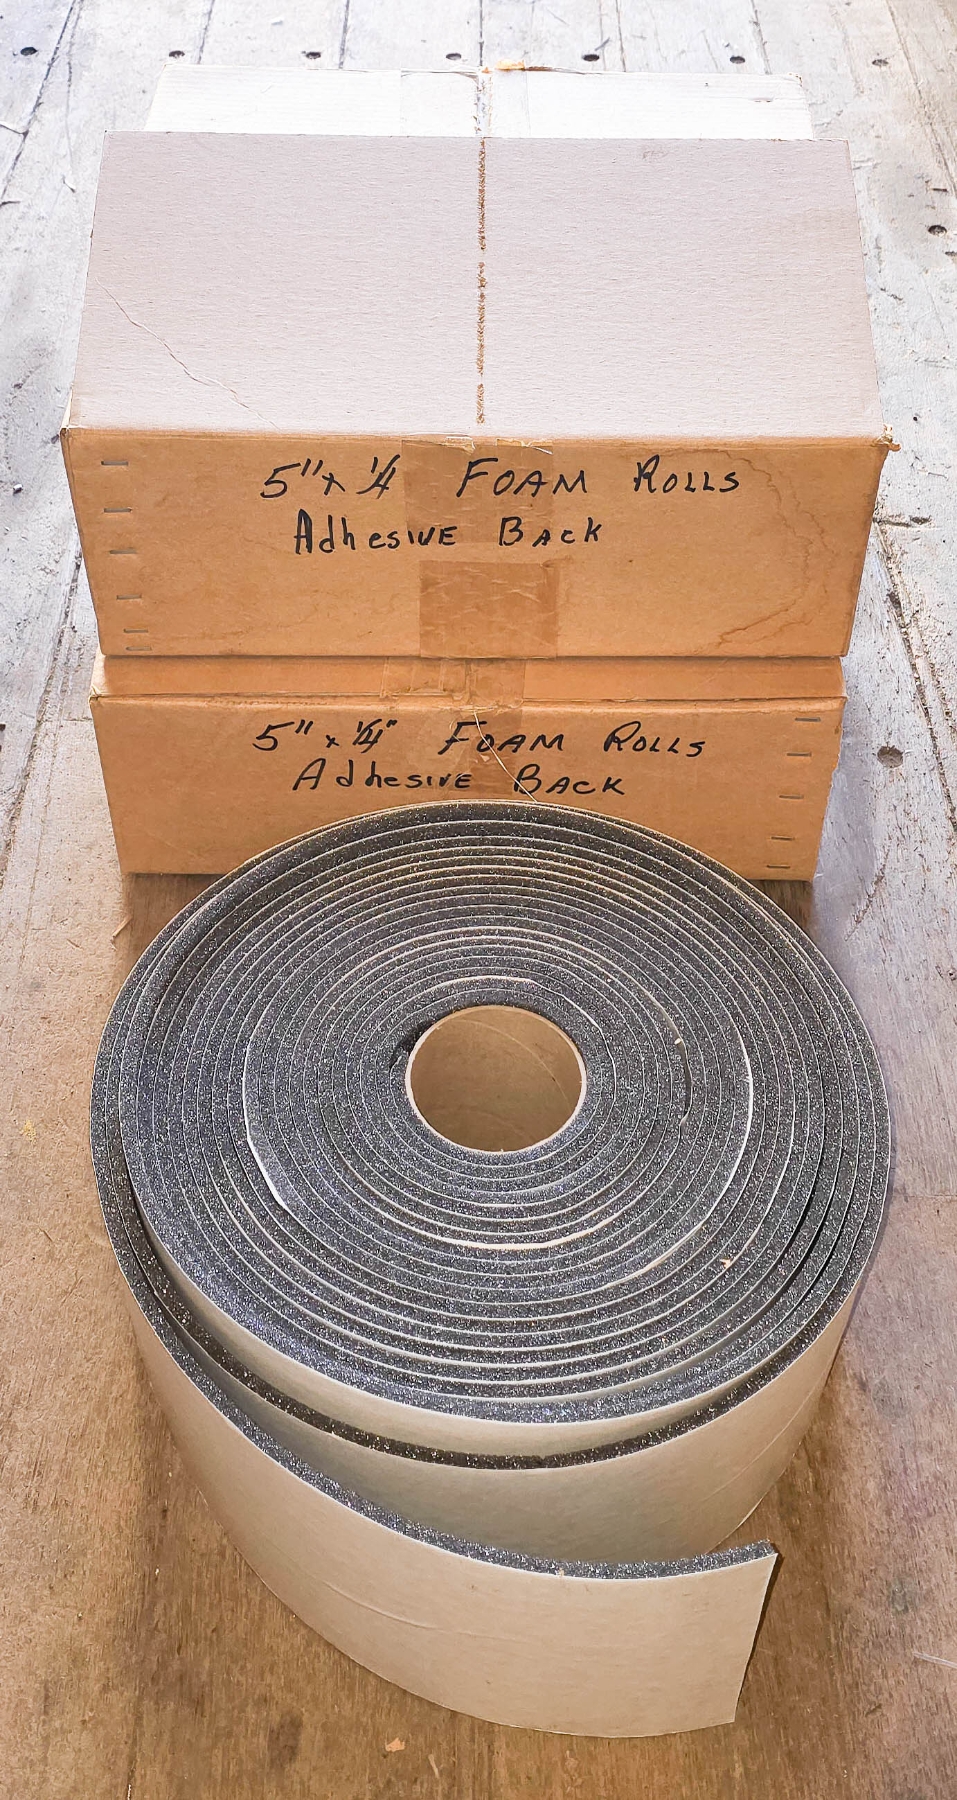 5" x 1/4 FOAM ROLLS
Adhesive BACK
5" x 1/4" FOAM ROLLS
Adhesive BACK